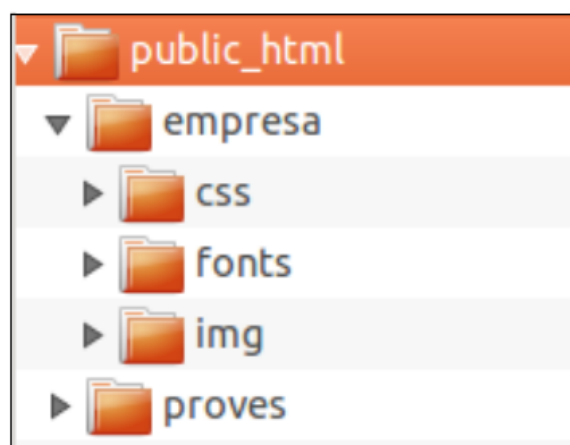 public_html
empresa
css
fonts
img
proves